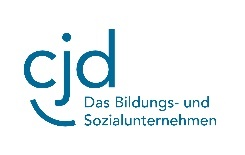 cjd
Das Bildungs- und
Sozialunternehmen